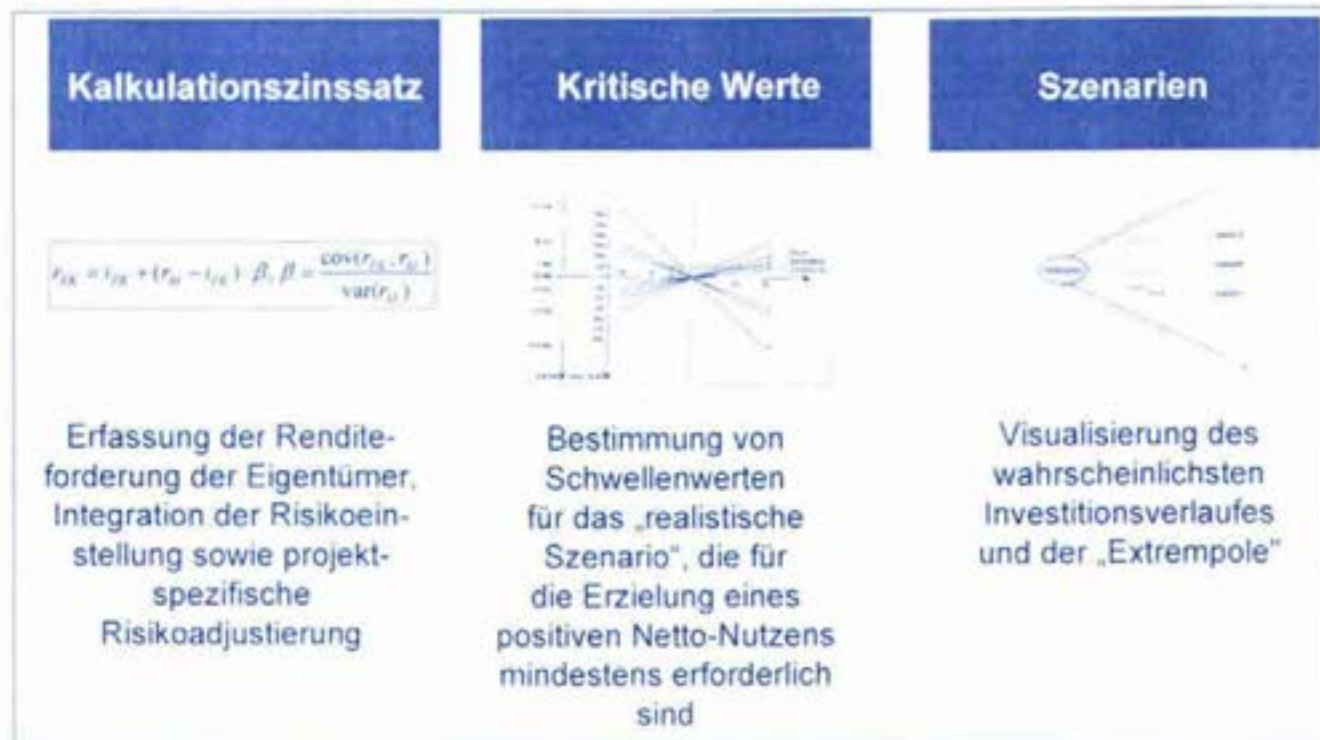 Kalkulationszinssatz
Kritische Werte
Szenarien
Erfassung der Rendite-
forderung der Eigentümer,
Integration der Risikoein-
stellung sowie projekt-
spezifische
Risikoadjustierung
Bestimmung von
Schwellenwerten
für das „realistische
Szenario“, die für
die Erzielung eines
positiven Netto-Nutzens
mindestens erforderlich
sind
Visualisierung des
wahrscheinlichsten
Investitionsverlaufes
und der „Extrempole"